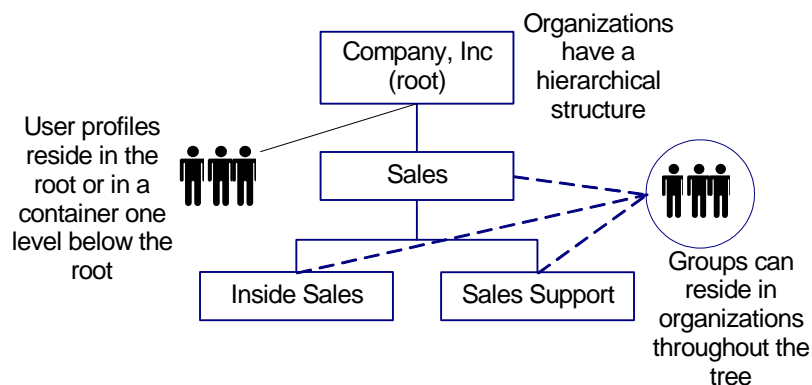 Company, Inc
(root)
Organizations
have a
hierarchical
structure
User profiles
reside in the
root or in a
container one
level below the
root
Sales
Inside Sales
Sales Support
Groups can
reside in
organizations
throughout the
tree